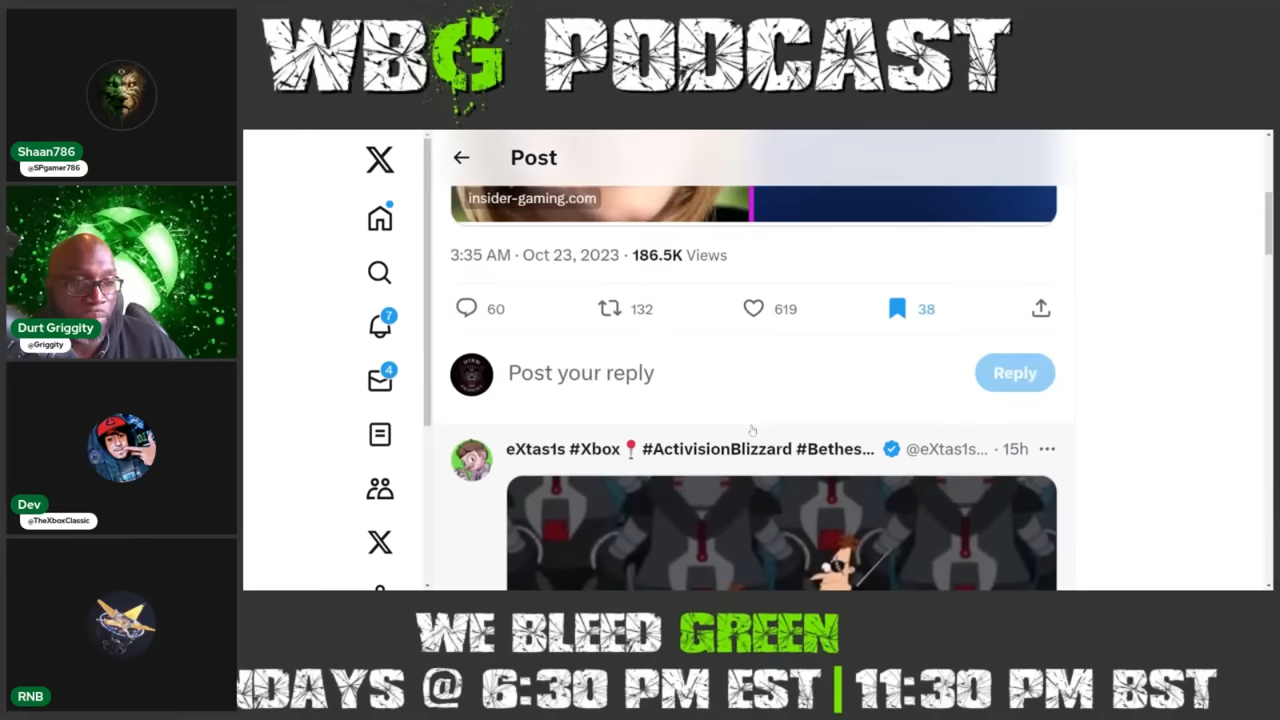 WBG PODCAST
Shaan786
@SPgamer786
Durt Griggity
@Griggity
Dev
@TheXboxClassic
RNB
Post
insider-gaming.com
3:35 AM · Oct 23, 2023 · 186.5K Views
60 132 619 38
7
Post your reply
Reply
4
eXtas1s #Xbox❗#ActivisionBlizzard #Bethes... @eXtas1s... · 15h
WE BLEED GREEN
NDAYS @ 6:30 PM EST | 11:30 PM BST